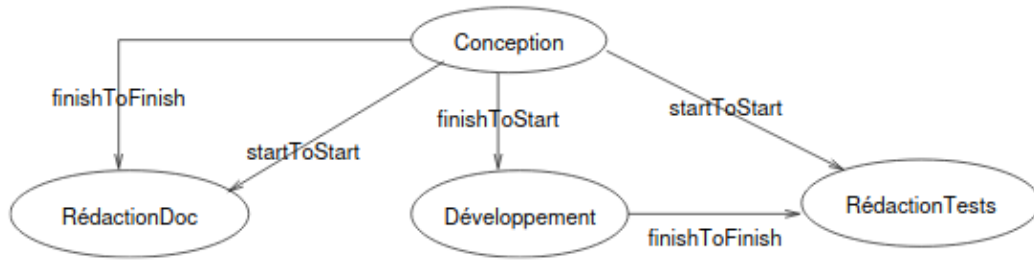 Conception
finishToFinish
finishToStart
startToStart
startToStart
RédactionDoc
Développement
RédactionTests
finishToFinish